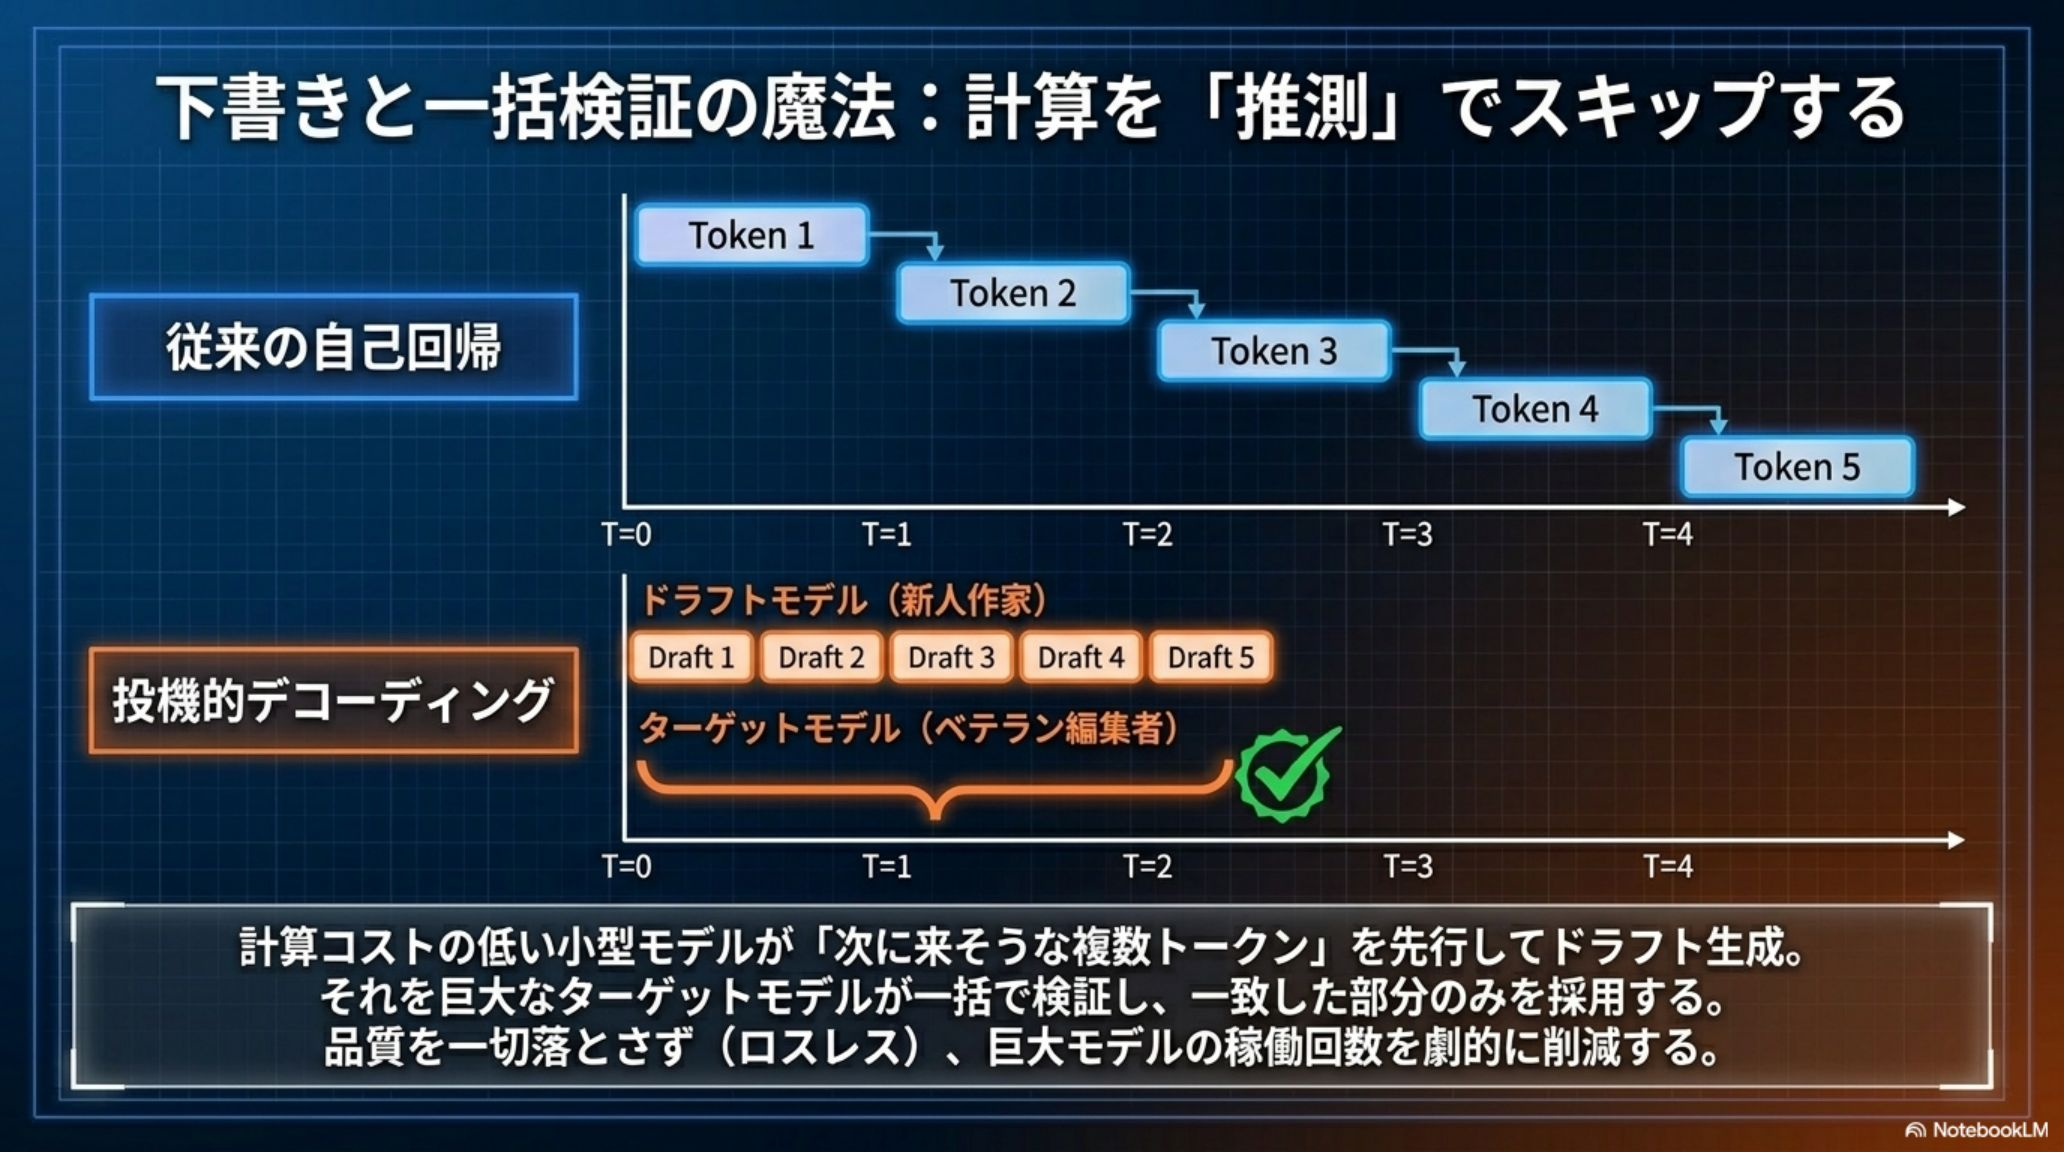 下書きと一括検証の魔法：計算を「推測」でスキップする
従来の自己回帰
Token 1
Token 2
Token 3
Token 4
Token 5
T=0
T=1
T=2
T=3
T=4
投機的デコーディング
ドラフトモデル（新人作家）
Draft 1
Draft 2
Draft 3
Draft 4
Draft 5
ターゲットモデル（ベテラン編集者）
T=0
T=1
T=2
T=3
T=4
計算コストの低い小型モデルが「次に来そうな複数トークン」を先行してドラフト生成。
それを巨大なターゲットモデルが一括で検証し、一致した部分のみを採用する。
品質を一切落とさず（ロスレス）、巨大モデルの稼働回数を劇的に削減する。
NotebookLM